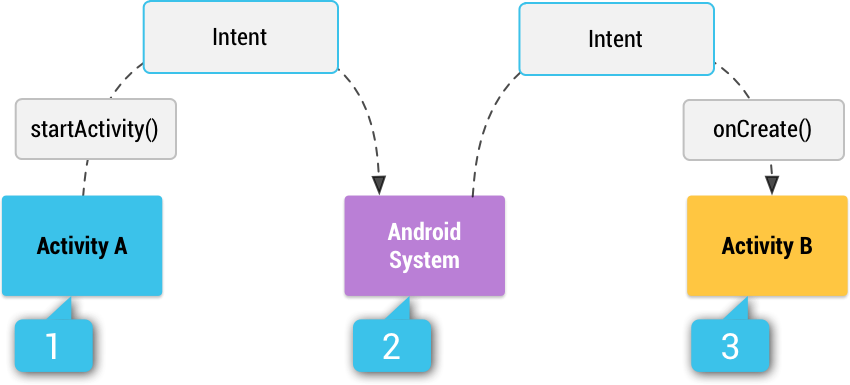 Intent
Intent
startActivity()
onCreate()
Activity A
Android
System
Activity B
1
2
3